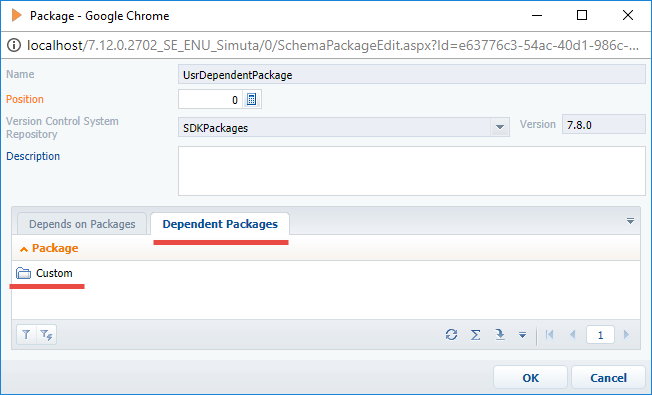 Package - Google Chrome
localhost/7.12.0.2702_SE_ENU_Simuta/0/SchemaPackageEdit.aspx?Id=e63776c3-54ac-40d1-986c-...
Name UsrDependentPackage
Position 0
Version Control System Repository SDKPackages Version 7.8.0
Description
Depends on Packages Dependent Packages
Package
Custom
1
OK Cancel